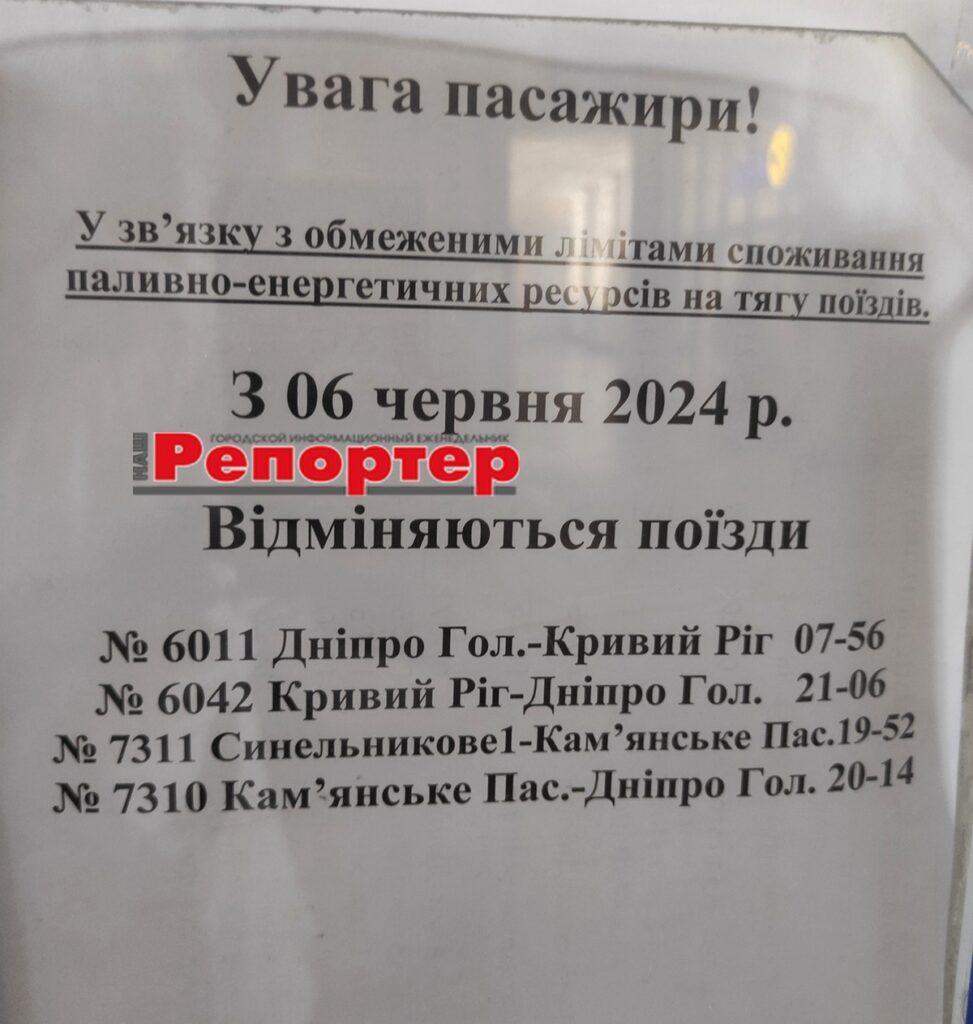 Увага пасажири!
У зв’язку з обмеженими лімітами споживання
паливно-енергетичних ресурсів на тягу поїздів.
З 06 червня 2024 р.
ГОРОДСКОЙ ИНФОРМАЦИОННЫЙ ЕЖЕНЕДЕЛЬНИК
НАШ Репортер
Відміняються поїзди
№ 6011 Дніпро Гол.-Кривий Ріг 07-56
№ 6042 Кривий Ріг-Дніпро Гол. 21-06
№ 7311 Синельникове1-Кам’янське Пас.19-52
№ 7310 Кам’янське Пас.-Дніпро Гол. 20-14